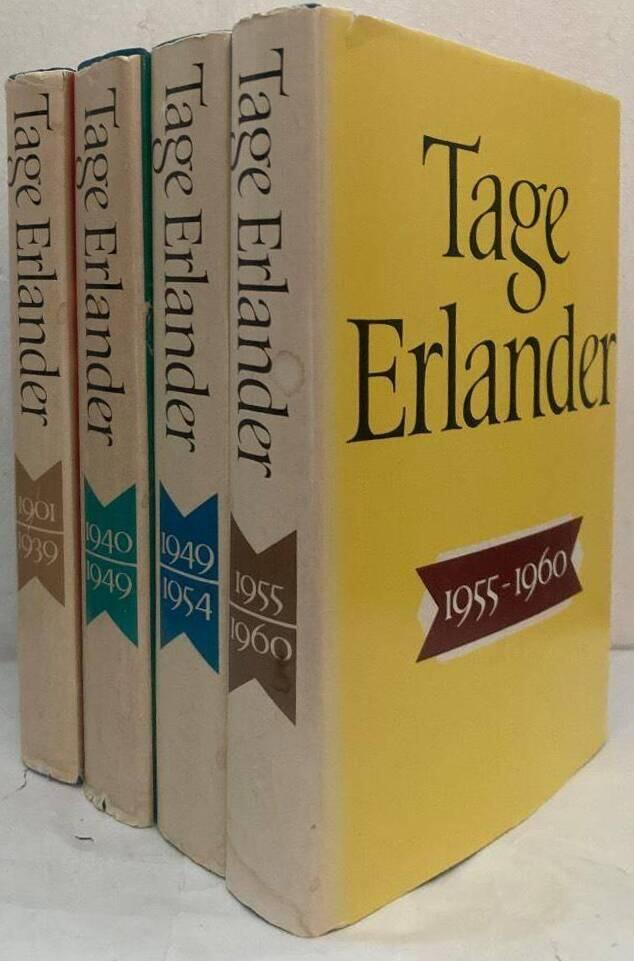 Tage Erlander
1901
1939
Tage Erlander
1940
1949
Tage Erlander
1949
1954
Tage Erlander
1955
1960
Tage
Erlander
1955-1960